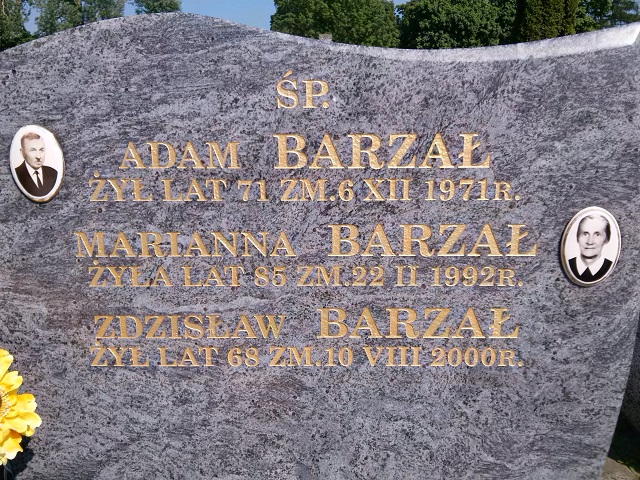 ŚP.
ADAM BARZAŁ
ŻYŁ LAT 71 ZM.6 XII 1971R.
MARIANNA BARZAŁ
ŻYŁA LAT 85 ZM.22 II 1992R.
ZDZISŁAW BARZAŁ
ŻYŁ LAT 68 ZM.10 VIII 2000R.